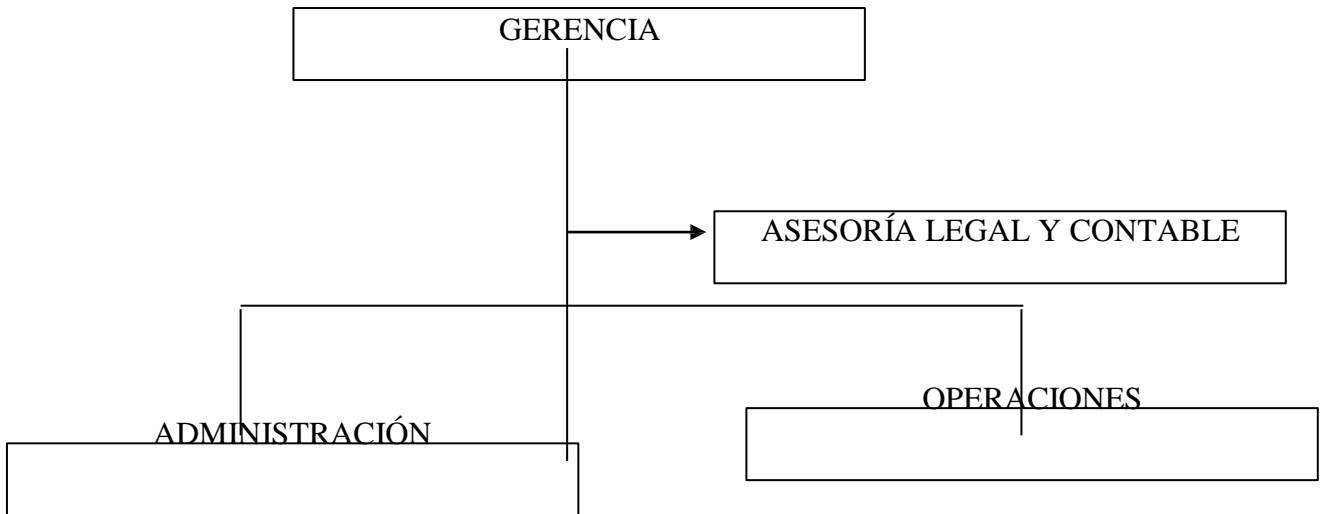 GERENCIA
ASESORÍA LEGAL Y CONTABLE
OPERACIONES
ADMINISTRACIÓN